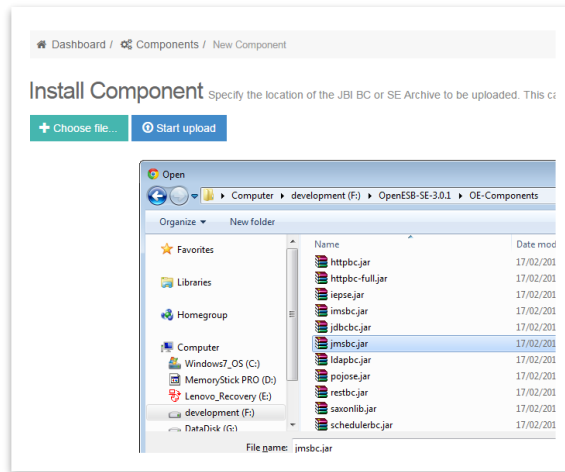 Dashboard / Components / New Component
Install Component Specify the location of the JBI BC or SE Archive to be uploaded. This ca
+ Choose file... Start upload
Open
Computer development (F:) OpenESB-SE-3.0.1 OE-Components
Organize New folder
Name Date mod
Favorites
Libraries
Homegroup
Computer
Windows7_OS (C:)
MemoryStick PRO (D:)
Lenovo_Recovery (E:)
development (F:)
DataDisk (G:)
httpbc.jar 17/02/201
httpbc-full.jar 17/02/201
iepse.jar 17/02/201
imsbc.jar 17/02/201
jdbcbc.jar 17/02/201
jmsbc.jar 17/02/201
ldapbc.jar 17/02/201
pojose.jar 17/02/201
restbc.jar 17/02/201
saxonlib.jar 17/02/201
schedulerbc.jar 17/02/201
File name: jmsbc.jar